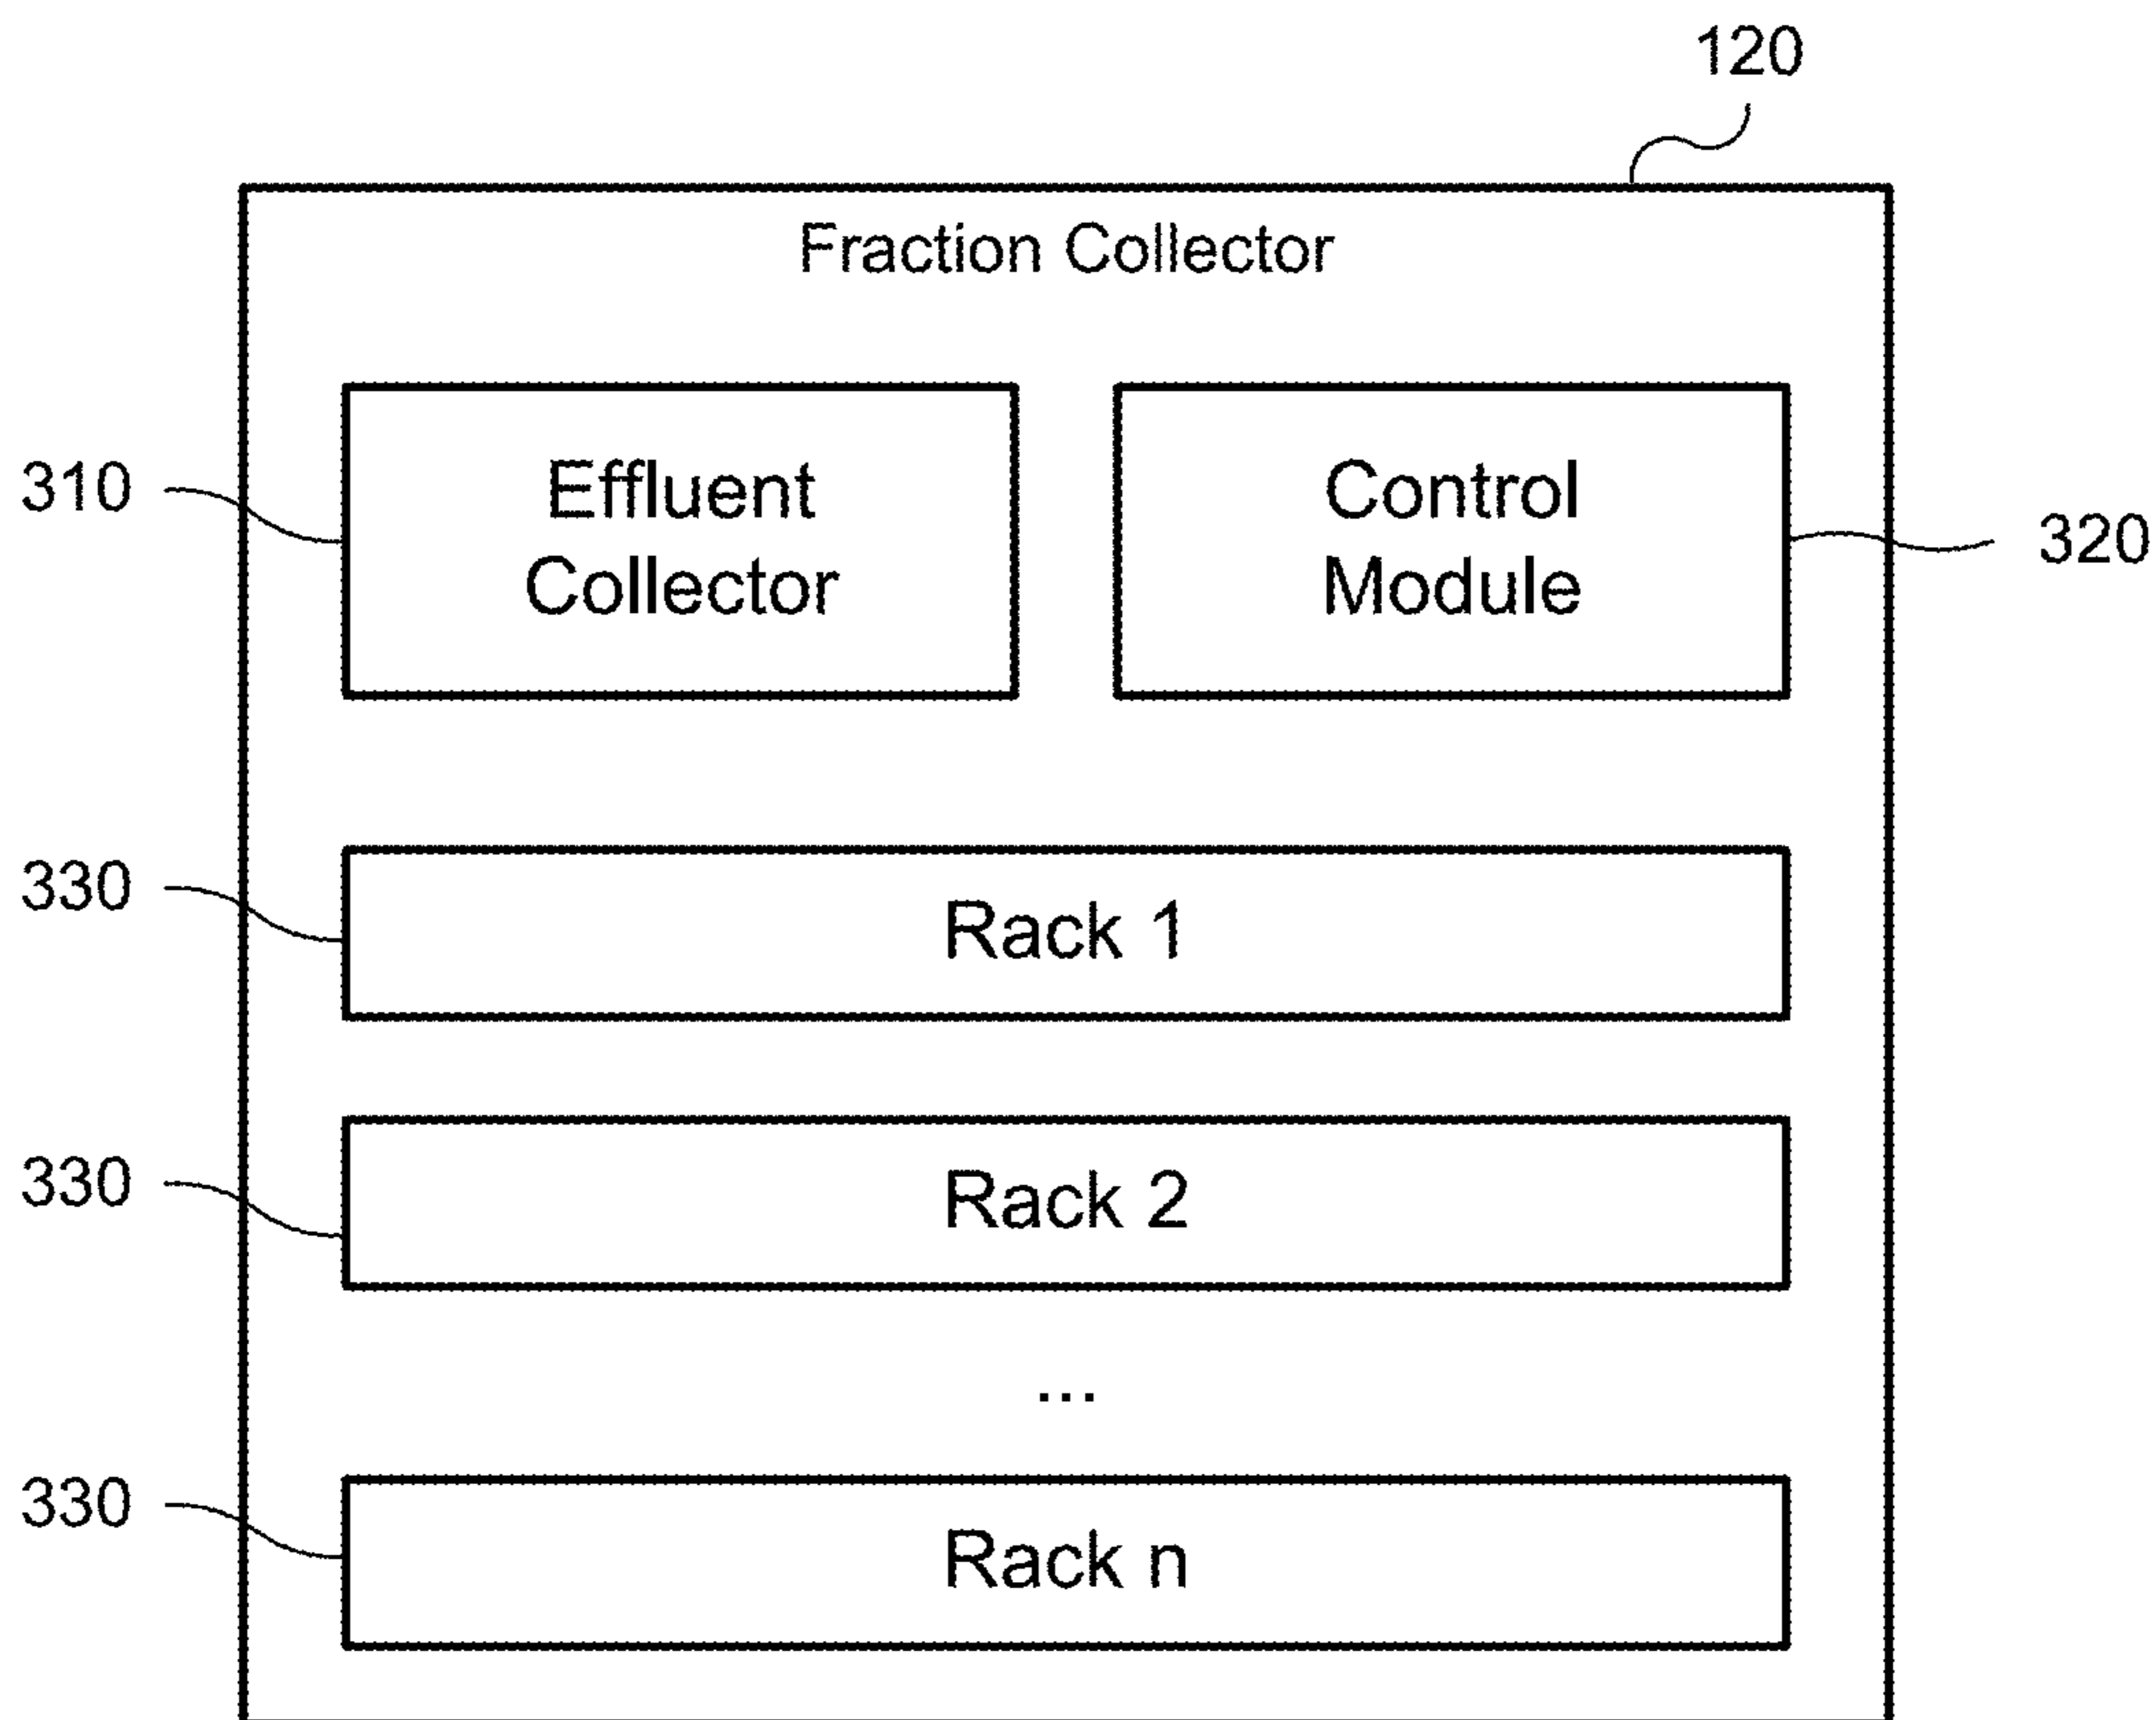 120
Fraction Collector
310
Effluent
Collector
Control
Module
320
330
Rack 1
330
Rack 2
...
330
Rack n